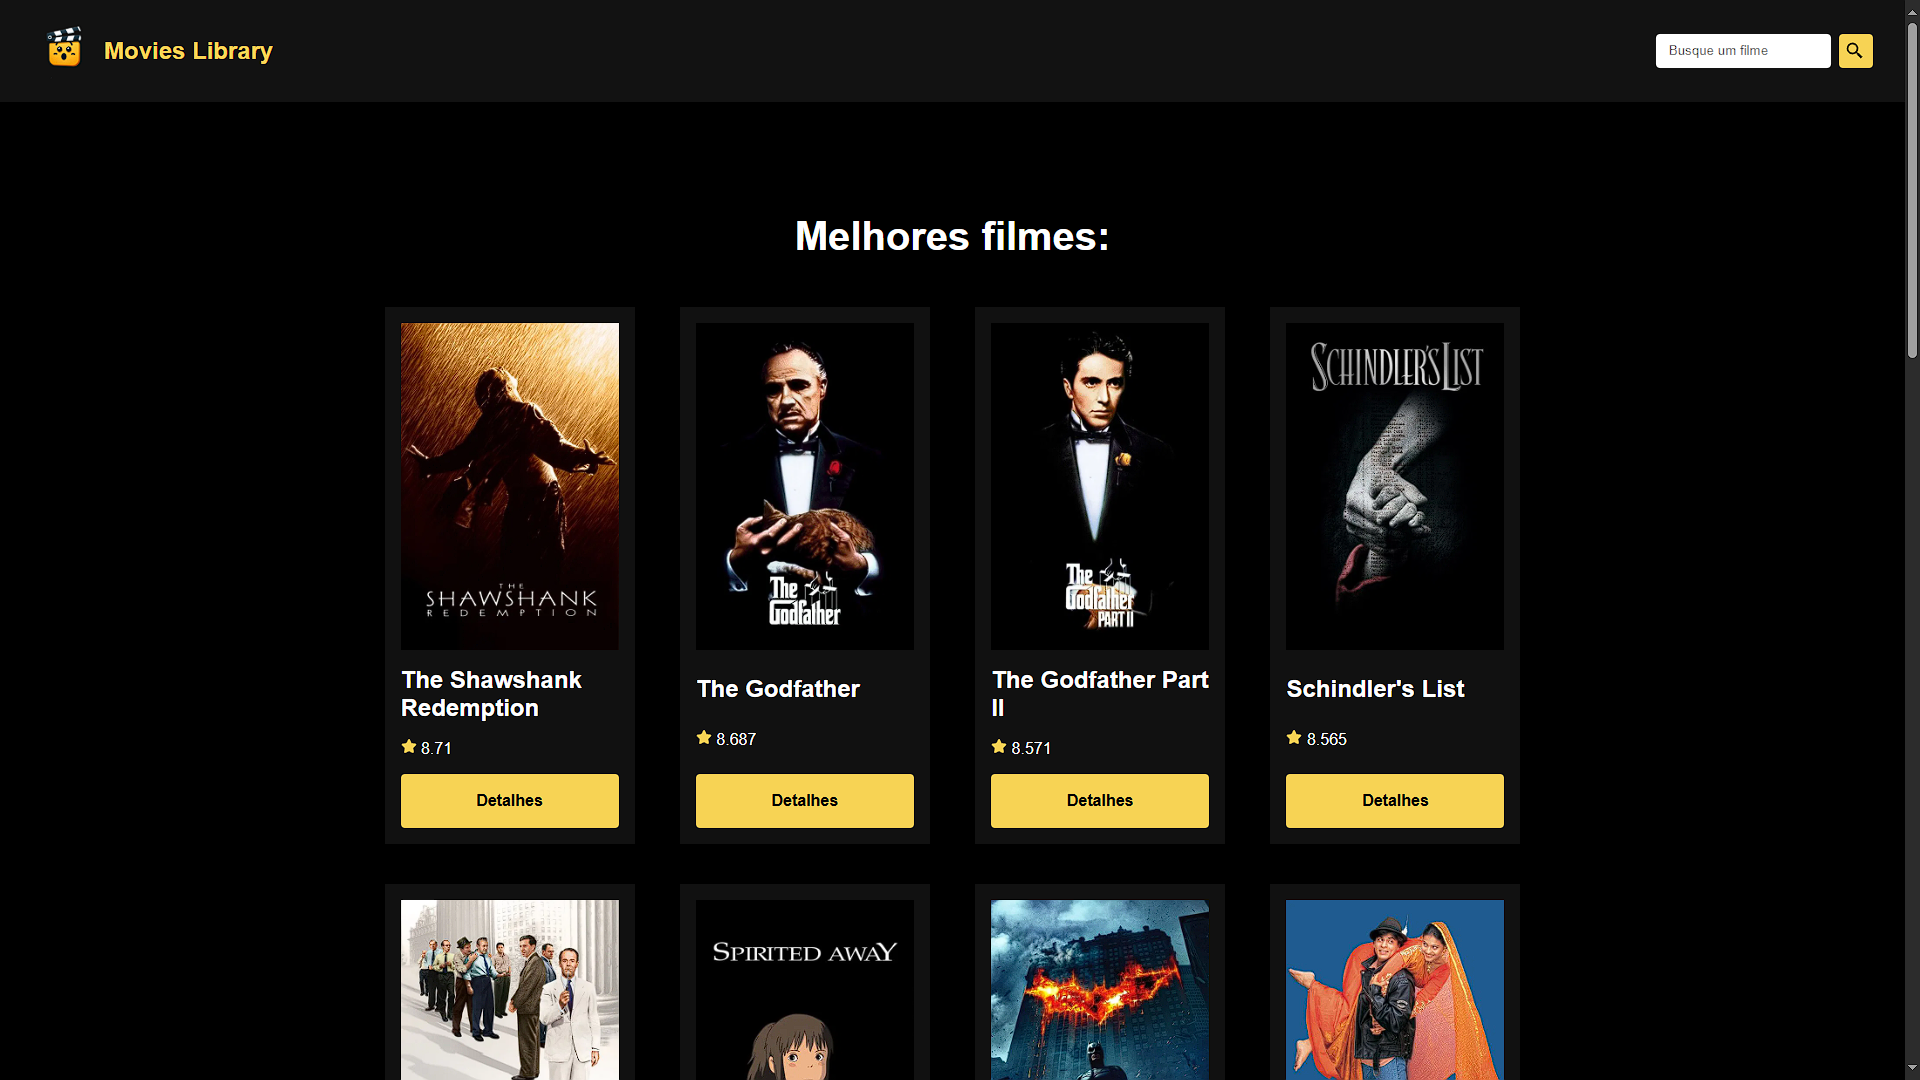 Movies Library
Busque um filme
Melhores filmes:
THE
SHAWSHANK
REDEMPTION
The
Godfather
The
Godfather
PART II
SCHINDLER'S LIST
The Shawshank
Redemption
8.71
Detalhes
The Godfather
8.687
Detalhes
The Godfather Part
II
8.571
Detalhes
Schindler's List
8.565
Detalhes
SPIRITED AWAY